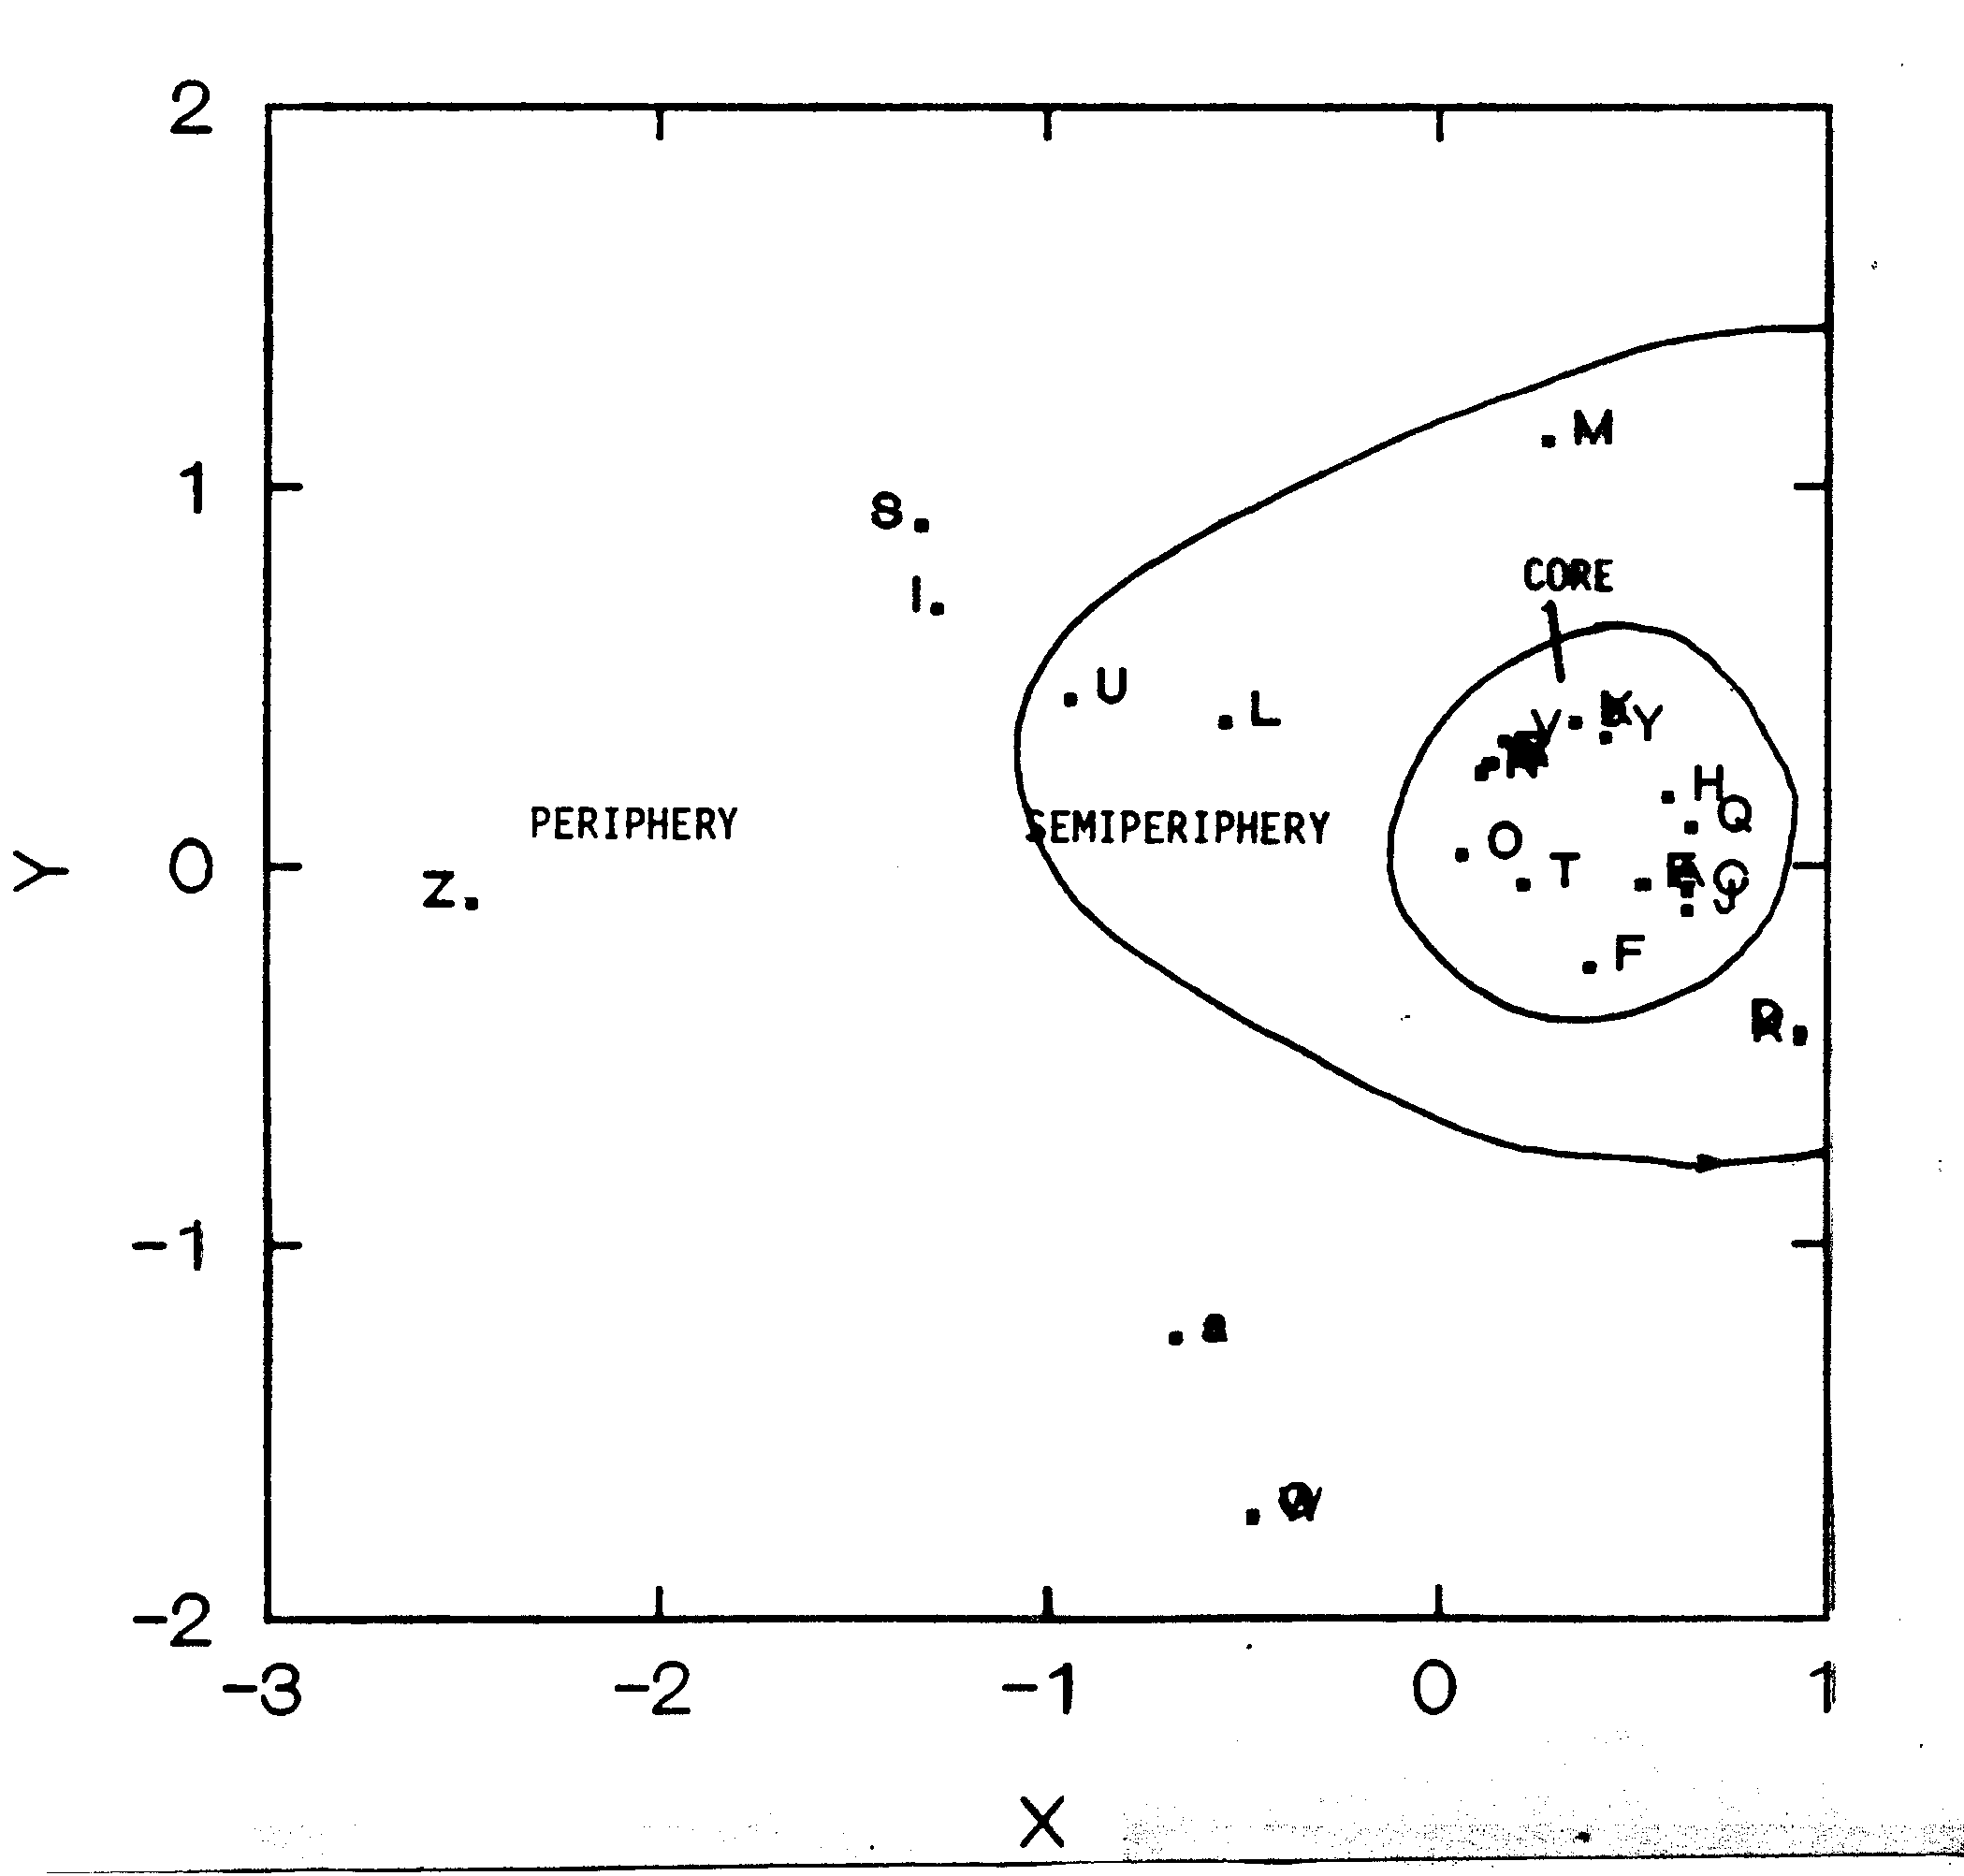 2
M
1
S
CORE
I
U
L
V Y
H
Q
PERIPHERY
SEMIPERIPHERY
O
Y
0
T
Z
J
F
R
-1
a
-2
-3
-2
-1
0
1
X